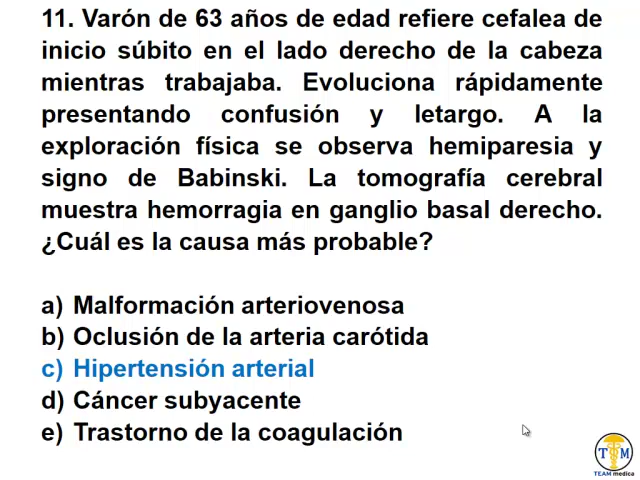 11. Varón de 63 años de edad refiere cefalea de
inicio súbito en el lado derecho de la cabeza
mientras trabajaba. Evoluciona rápidamente
presentando confusión y letargo. A la
exploración física se observa hemiparesia y
signo de Babinski. La tomografía cerebral
muestra hemorragia en ganglio basal derecho.
¿Cuál es la causa más probable?
a) Malformación arteriovenosa
b) Oclusión de la arteria carótida
c) Hipertensión arterial
d) Cáncer subyacente
e) Trastorno de la coagulación
T M
TEAM medica